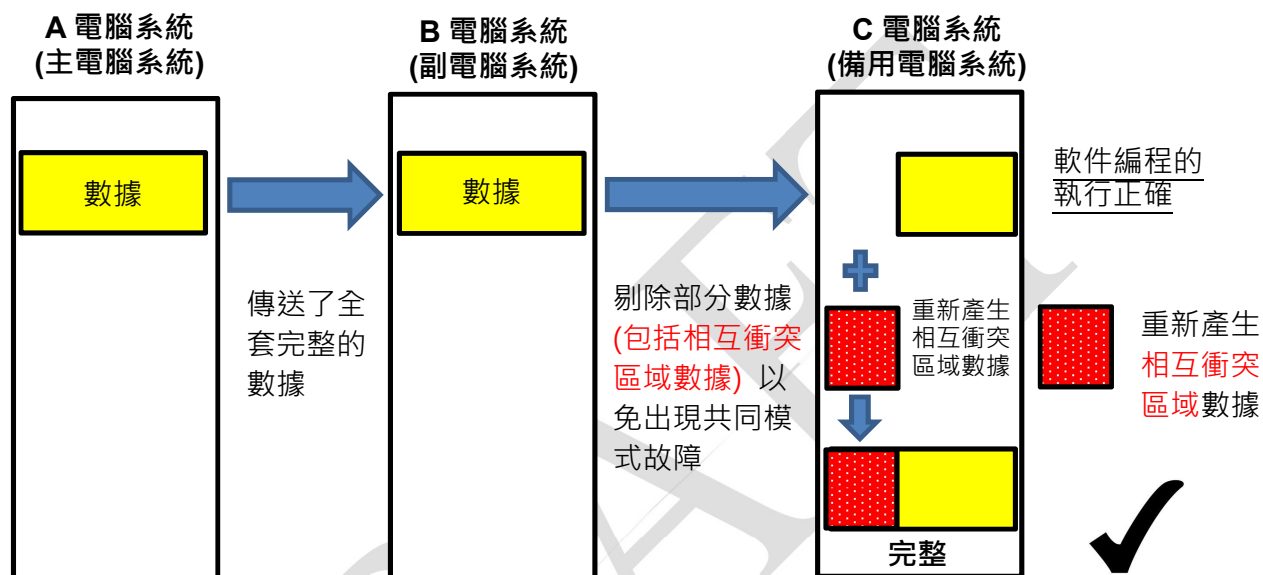 A 電腦系統
(主電腦系統)
B 電腦系統
(副電腦系統)
C 電腦系統
(備用電腦系統)
數據
數據
軟件編程的
執行正確
傳送了全
套完整的
數據
剔除部分數據
(包括相互衝突
區域數據) 以
免出現共同模
式故障
重新產生
相互衝突
區域數據
重新產生
相互衝突
區域數據
完整